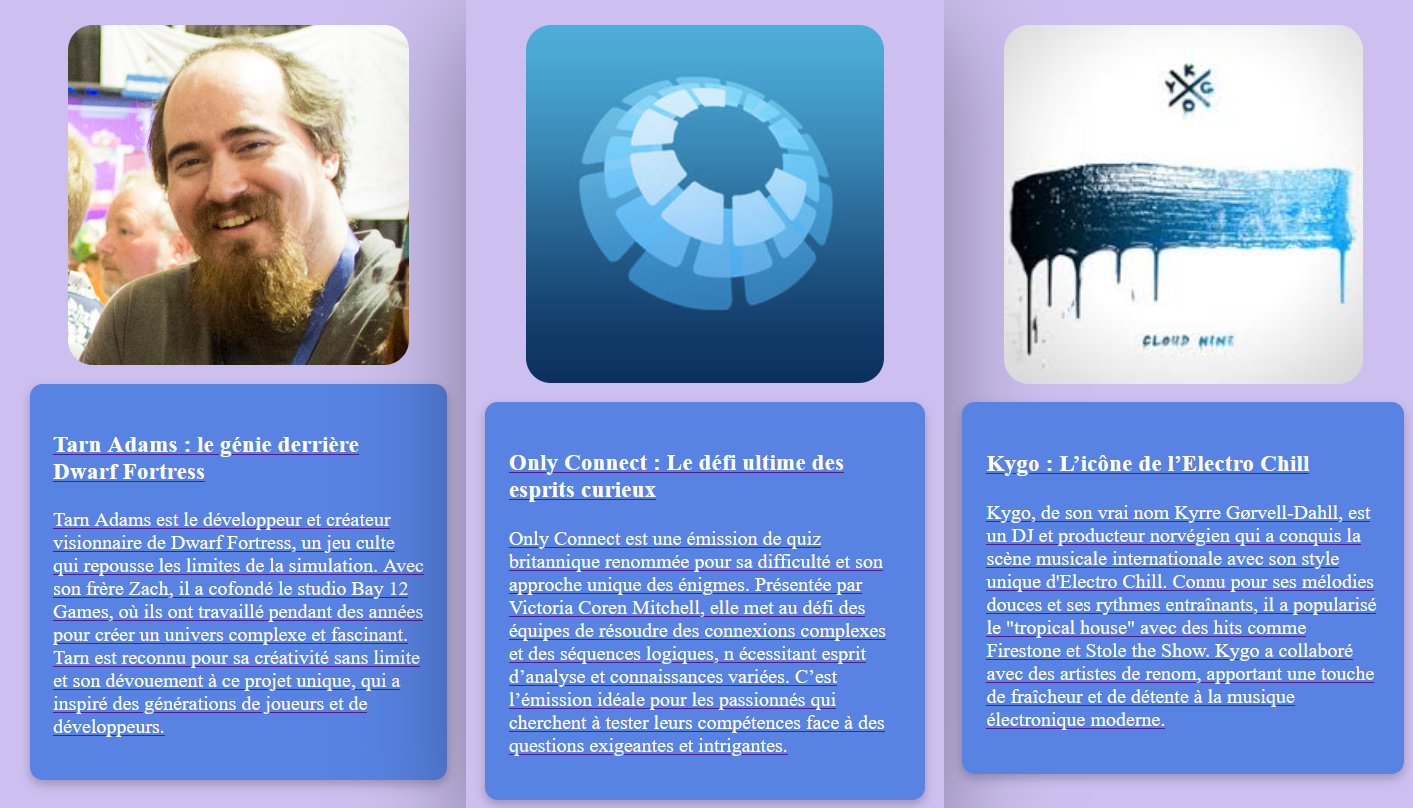 Tarn Adams : le génie derrière
Dwarf Fortress
Tarn Adams est le développeur et créateur
visionnaire de Dwarf Fortress, un jeu culte
qui repousse les limites de la simulation. Avec
son frère Zach, il a cofondé le studio Bay 12
Games, où ils ont travaillé pendant des années
pour créer un univers complexe et fascinant.
Tarn est reconnu pour sa créativité sans limite
et son dévouement à ce projet unique, qui a
inspiré des générations de joueurs et de
développeurs.
Only Connect : Le défi ultime des
esprits curieux
Only Connect est une émission de quiz
britannique renommée pour sa difficulté et son
approche unique des énigmes. Présentée par
Victoria Coren Mitchell, elle met au défi des
équipes de résoudre des connexions complexes
et des séquences logiques, n écessitant esprit
d’analyse et connaissances variées. C’est
l’émission idéale pour les passionnés qui
cherchent à tester leurs compétences face à des
questions exigeantes et intrigantes.
KYGO
CLOUD NINE
Kygo : L’icône de l’Electro Chill
Kygo, de son vrai nom Kyrre Gørvell-Dahll, est
un DJ et producteur norvégien qui a conquis la
scène musicale internationale avec son style
unique d'Electro Chill. Connu pour ses mélodies
douces et ses rythmes entraînants, il a popularisé
le "tropical house" avec des hits comme
Firestone et Stole the Show. Kygo a collaboré
avec des artistes de renom, apportant une touche
de fraîcheur et de détente à la musique
électronique moderne.